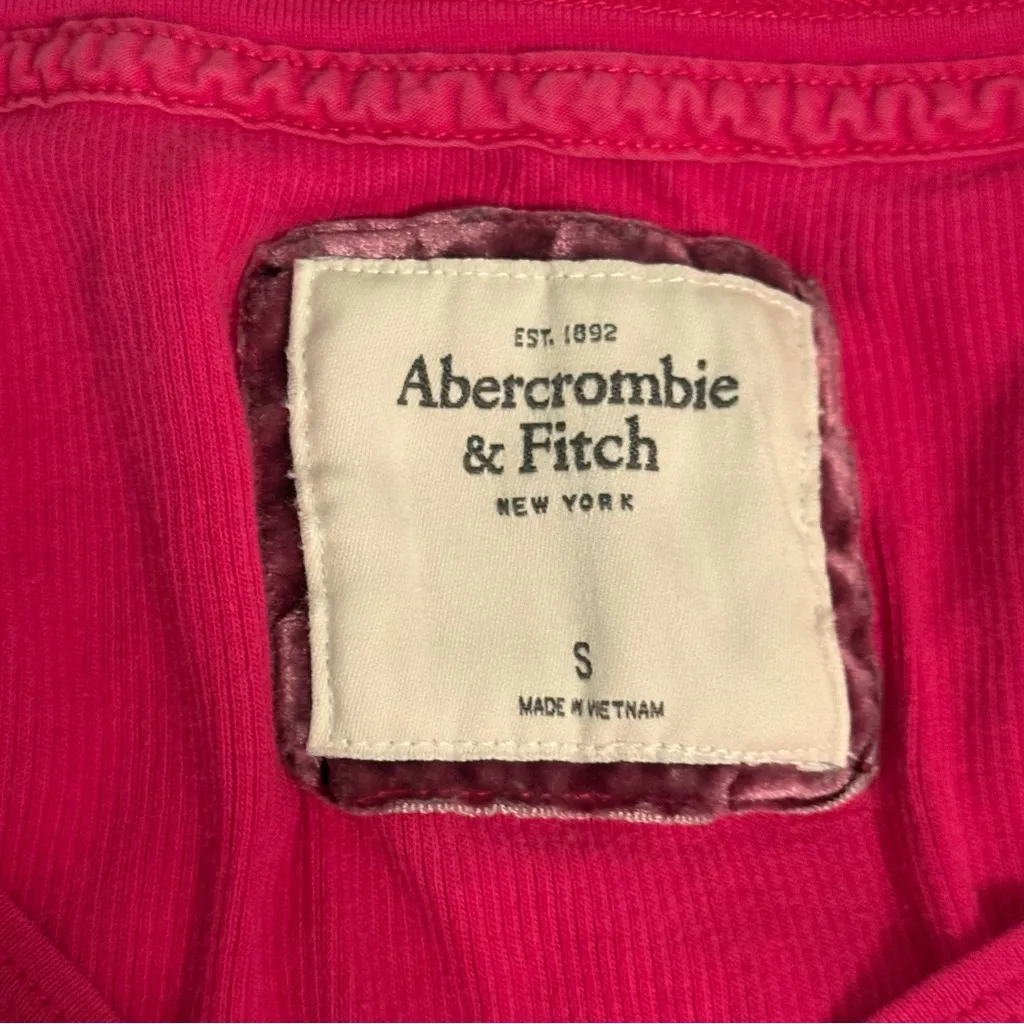 EST. 1892
Abercrombie
& Fitch
NEW YORK
S
MADE IN VIETNAM